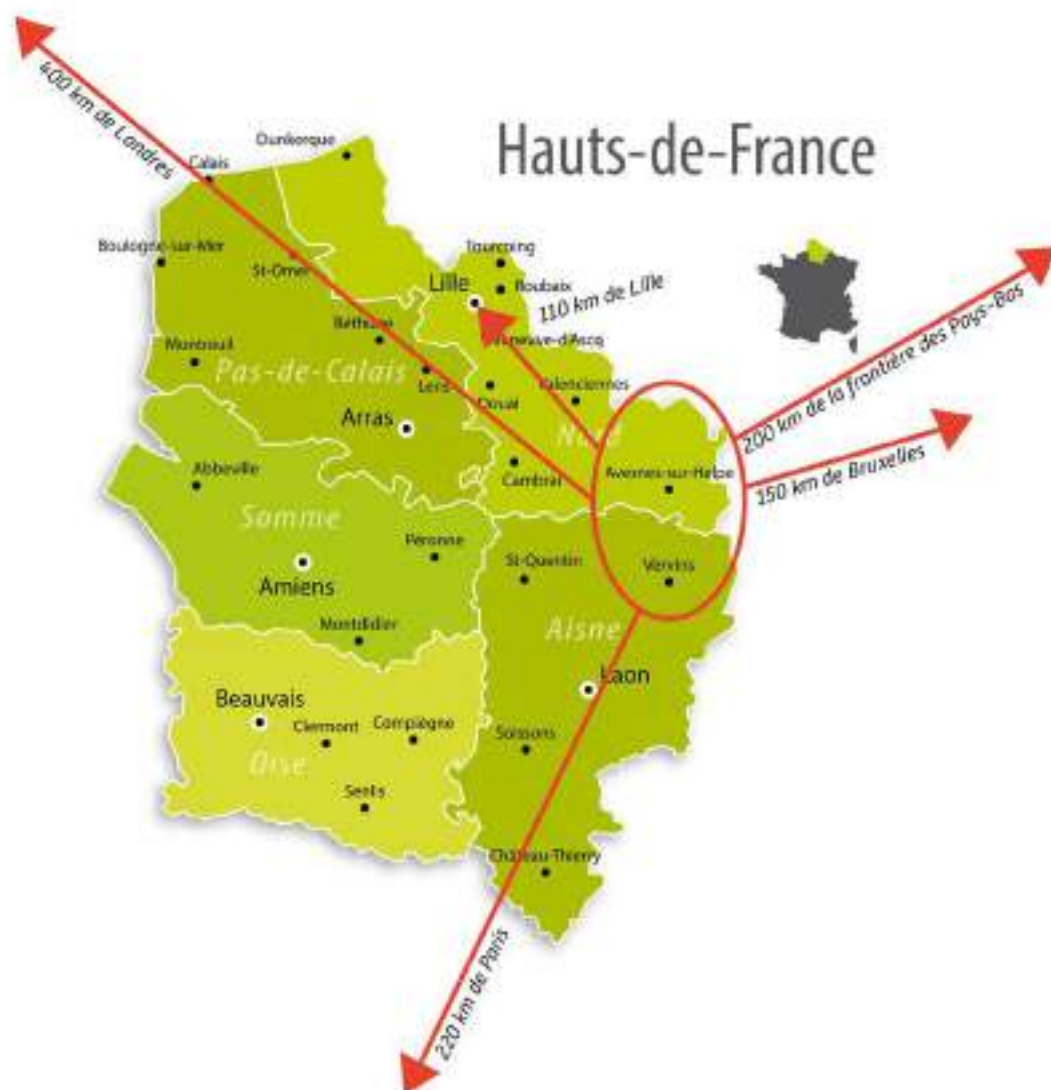 Hauts-de-France
400 km de Londres
Dunkerque
Calais
Boulogne-sur-Mer
St-Omer
Tourcoing
Lille
Roubaix
110 km de Lille
200 km de la frontière des Pays-Bas
150 km de Bruxelles
Béthune
Villeneuve-d'Ascq
Montreuil
Pas-de-Calais
Lens
Douai
Valenciennes
Arras
Nord
Abbeville
Cambrai
Avesnes-sur-Helpe
Somme
Péronne
St-Quentin
Vervins
Amiens
Montdidier
Aisne
Laon
Beauvais
Clermont
Compiègne
Soissons
Oise
Senlis
Château-Thierry
220 km de Paris